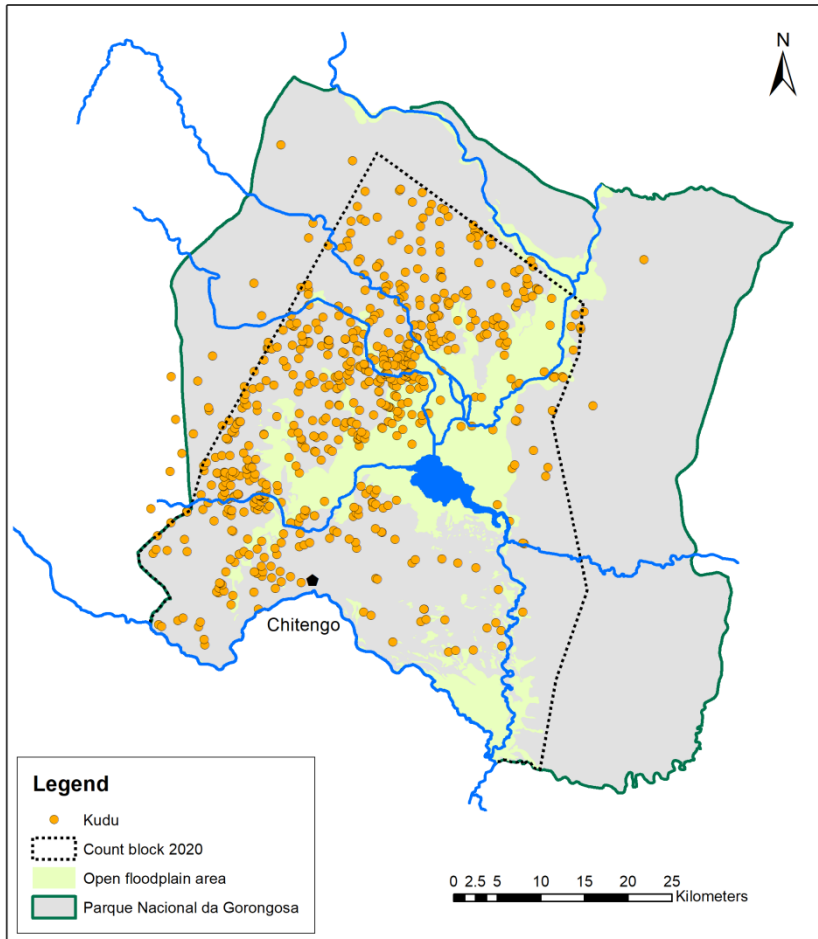 N
Chitengo
Legend
Kudu
Count block 2020
Open floodplain area
Parque Nacional da Gorongosa
0 2.5 5 10 15 20 25
Kilometers